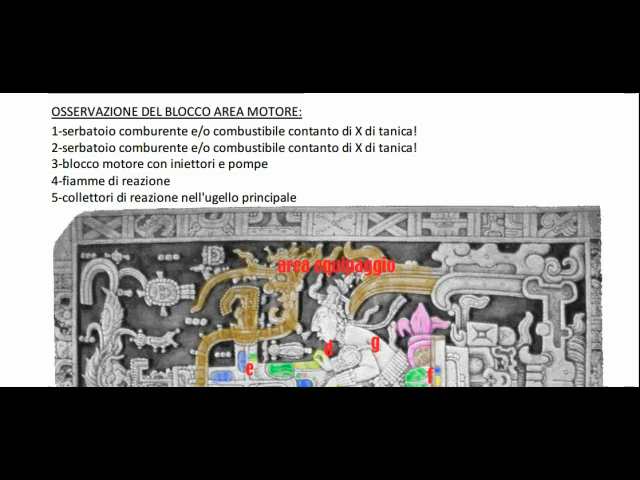 OSSERVAZIONE DEL BLOCCO AREA MOTORE:
1-serbatoio comburente e/o combustibile contanto di X di tanica!
2-serbatoio comburente e/o combustibile contanto di X di tanica!
3-blocco motore con iniettori e pompe
4-fiamme di reazione
5-collettori di reazione nell'ugello principale
area equipaggio
d g
e f